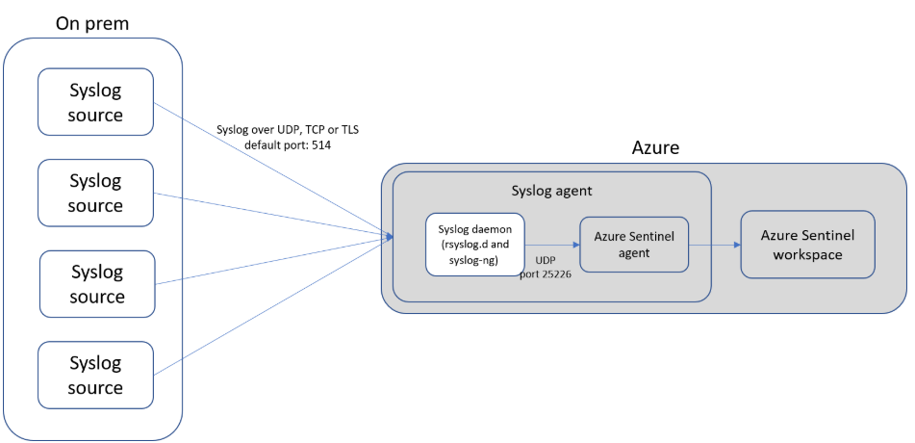 On prem
Syslog
source
Syslog
source
Syslog
source
Syslog
source
Syslog over UDP, TCP or TLS
default port: 514
Azure
Syslog agent
Syslog daemon
(rsyslog.d and
syslog-ng)
UDP
port 25226
Azure Sentinel
agent
Azure Sentinel
workspace